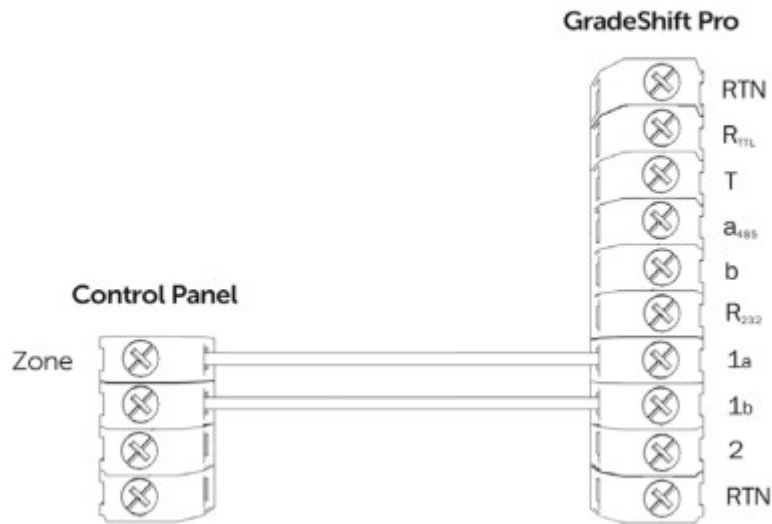 GradeShift Pro
RTN
RTTL
T
a485
b
R232
Control Panel
Zone
1a
1b
2
RTN